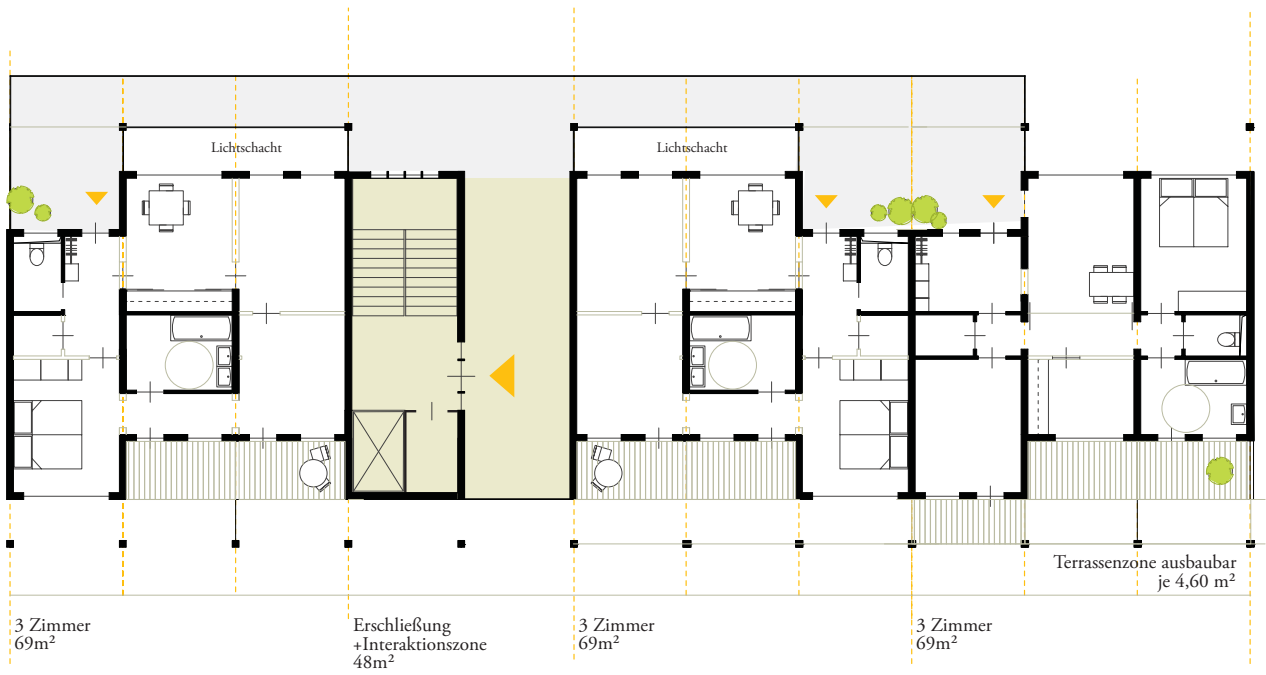 Lichtschacht
Lichtschacht
Terrassenzone ausbaubar
je 4,60 m²
3 Zimmer
69m²
Erschließung
+Interaktionszone
48m²
3 Zimmer
69m²
3 Zimmer
69m²